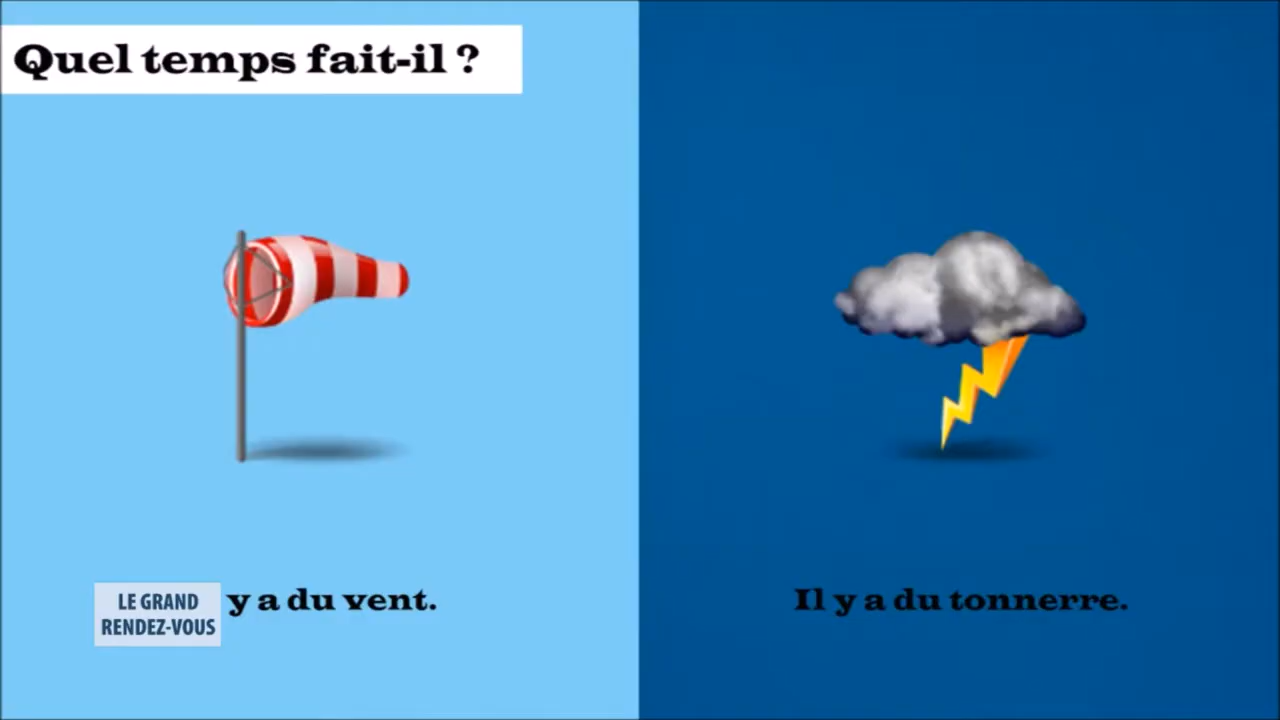 Quel temps fait-il ?
y a du vent.
Il y a du tonnerre.
LE GRAND
RENDEZ-VOUS